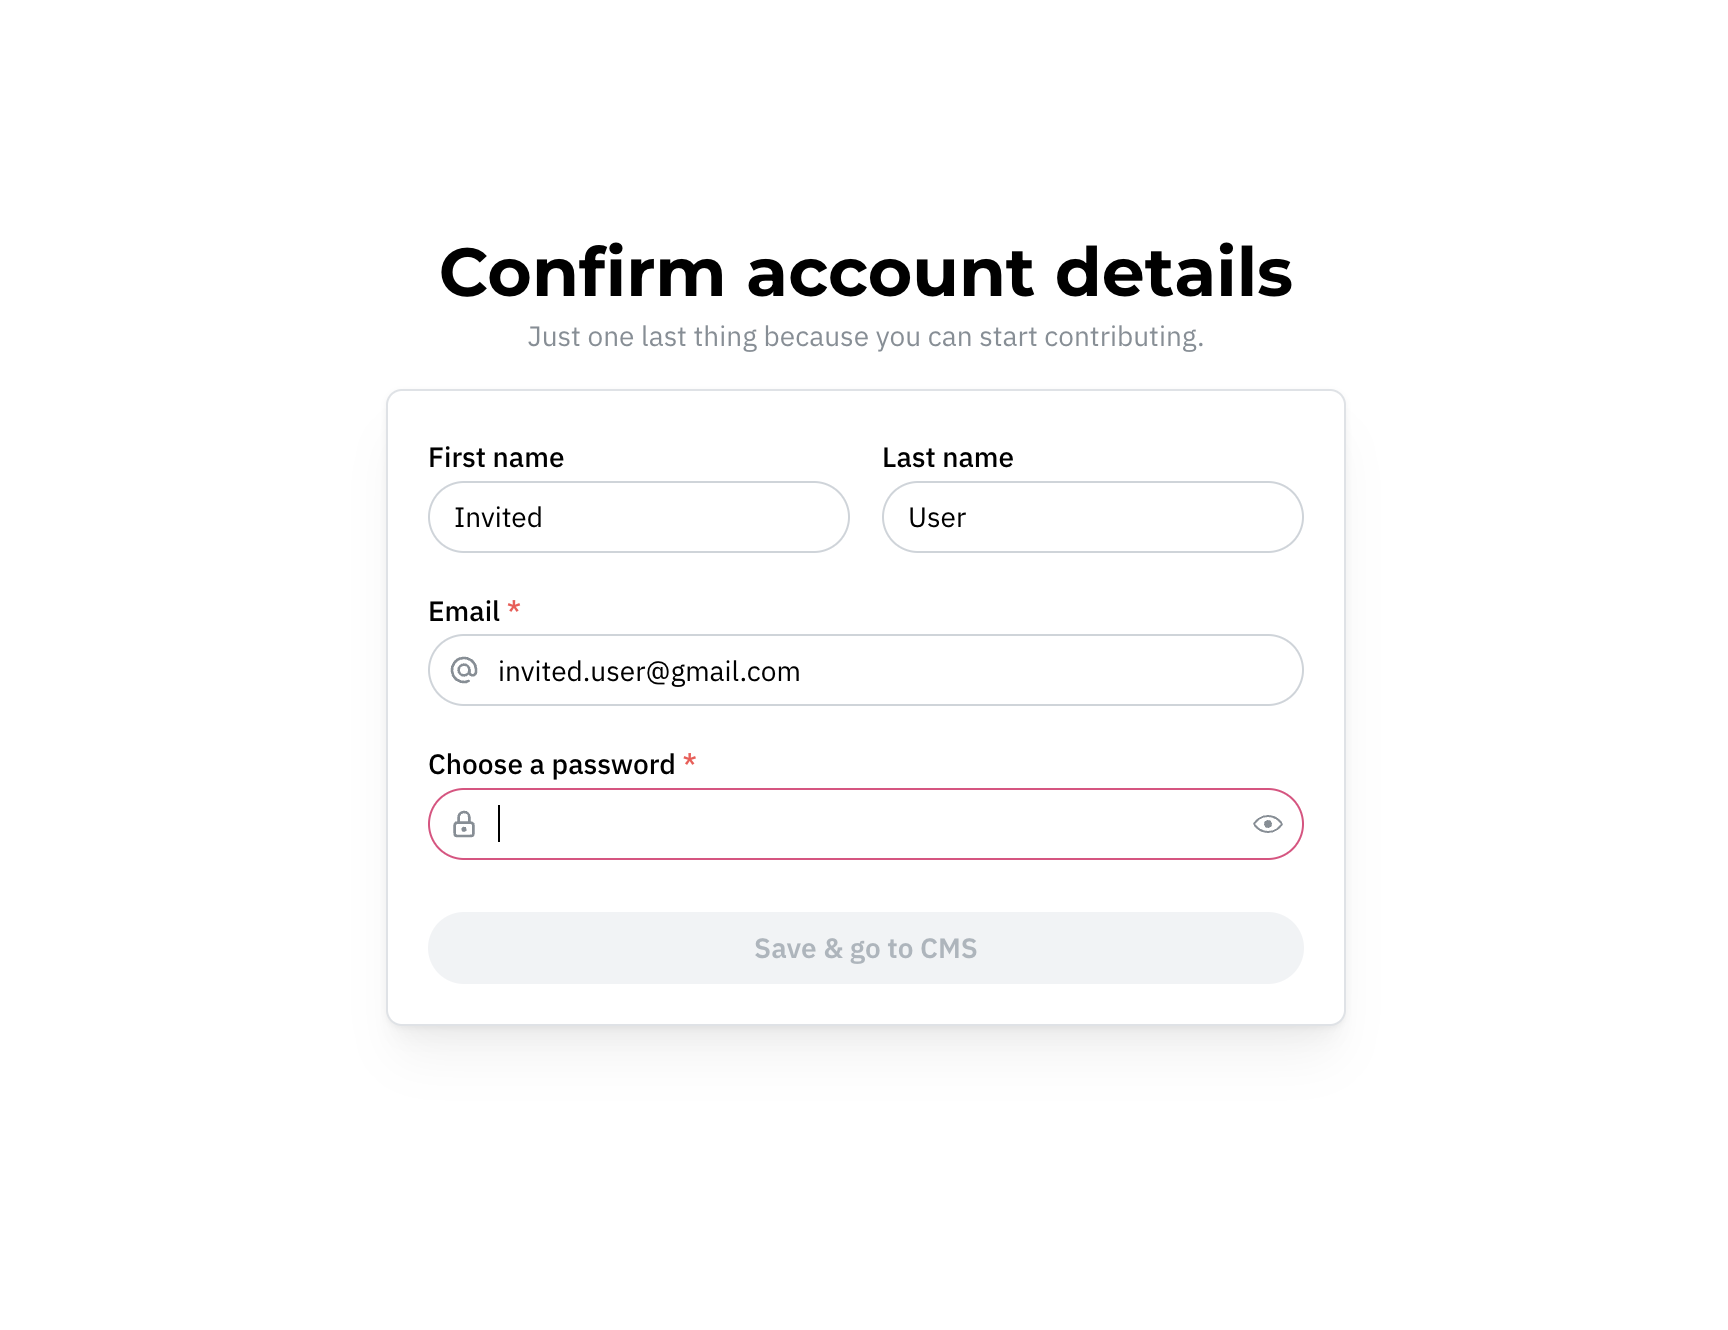 Confirm account details
Just one last thing because you can start contributing.
First name
Last name
Invited
User
Email *
invited.user@gmail.com
Choose a password *
Save & go to CMS